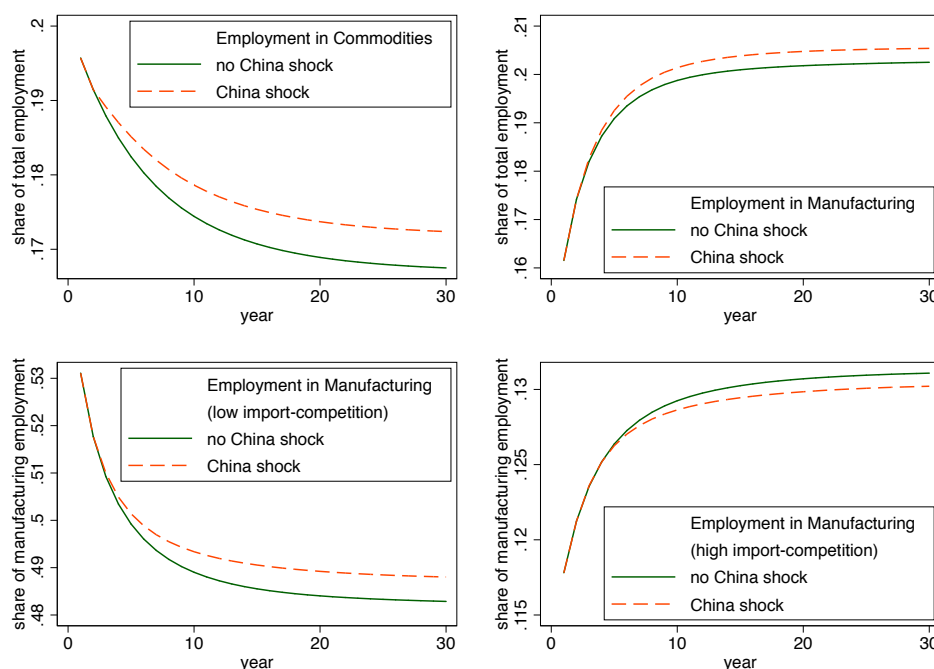 share of total employment
.2
.19
.18
.17
Employment in Commodities
no China shock
China shock
0
10
20
30
year
share of total employment
.21
.2
.19
.18
.17
.16
Employment in Manufacturing
no China shock
China shock
0
10
20
30
year
share of manufacturing employment
.53
.52
.51
.5
.49
.48
Employment in Manufacturing
(low import-competition)
no China shock
China shock
0
10
20
30
year
share of manufacturing employment
.13
.125
.12
.115
Employment in Manufacturing
(high import-competition)
no China shock
China shock
0
10
20
30
year